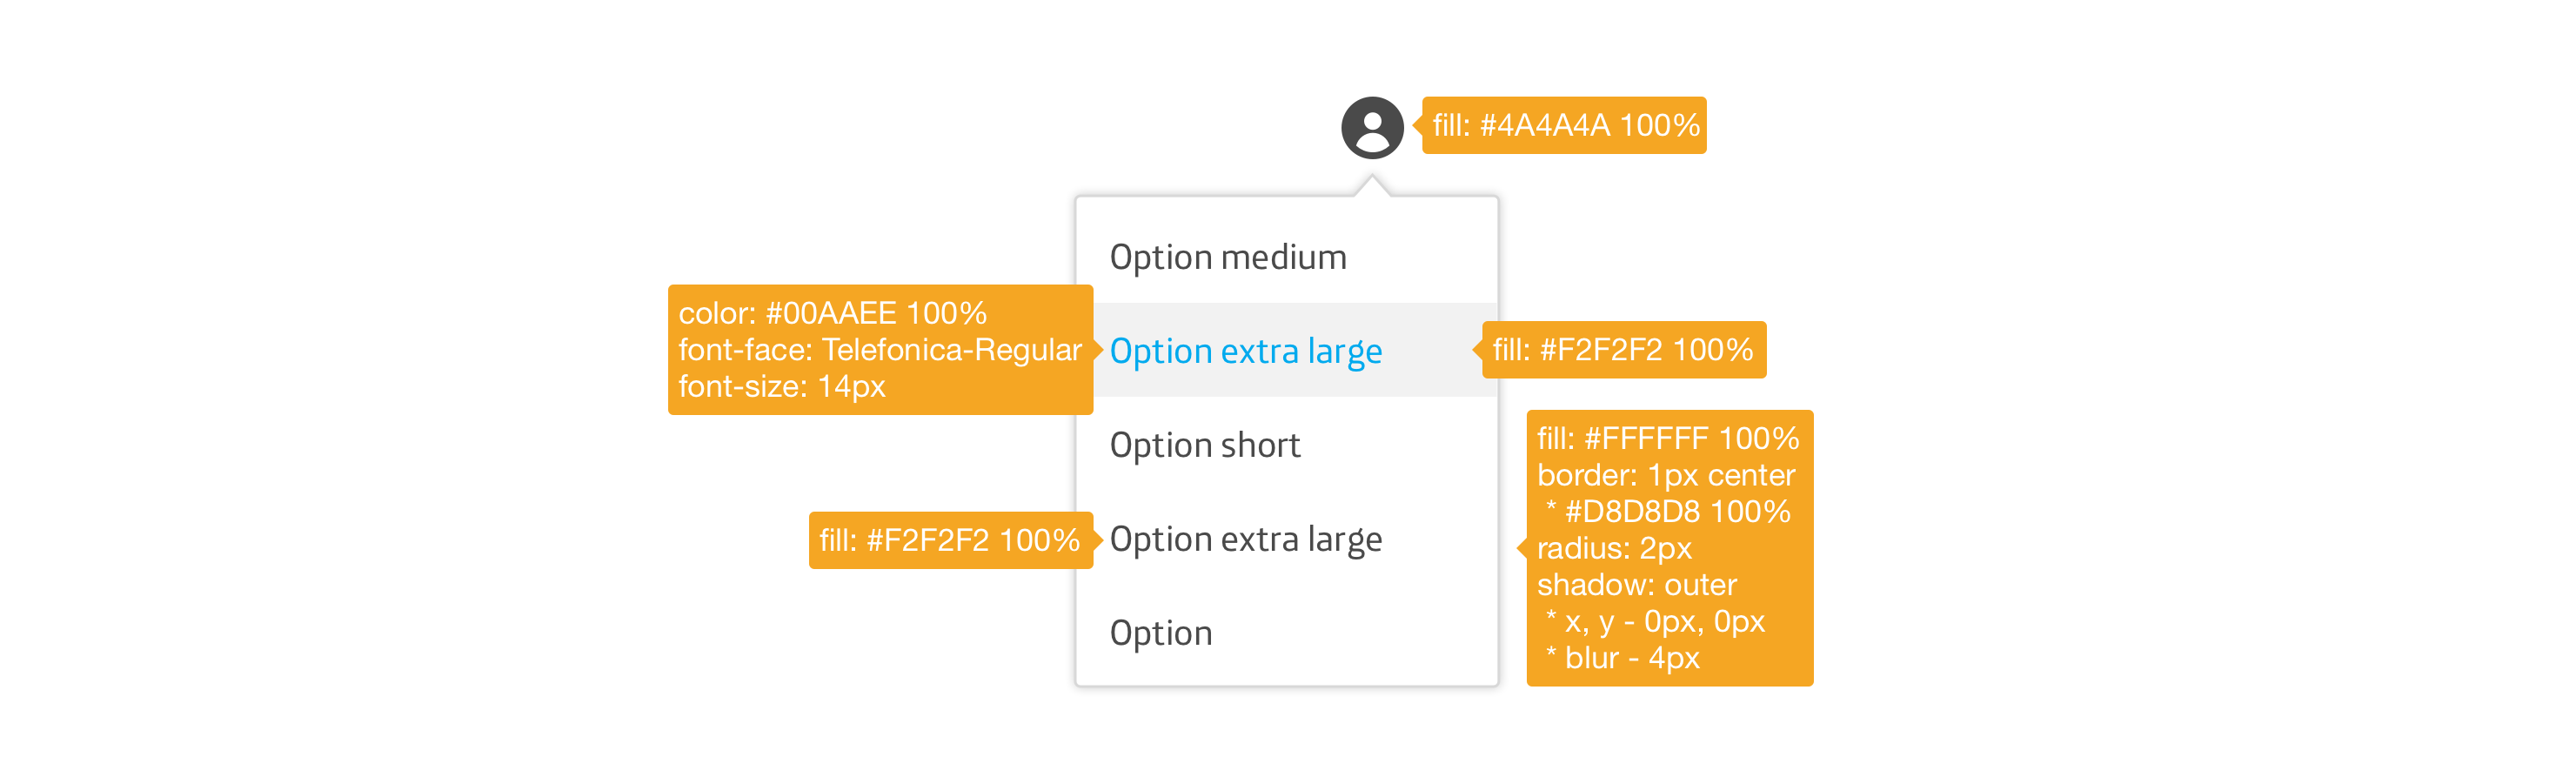 fill: #4A4A4A 100%
Option medium
color: #00AAEE 100%
font-face: Telefonica-Regular
font-size: 14px
Option extra large
fill: #F2F2F2 100%
Option short
fill: #FFFFFF 100%
border: 1px center
* #D8D8D8 100%
radius: 2px
shadow: outer
* x, y - 0px, 0px
* blur - 4px
fill: #F2F2F2 100%
Option extra large
Option